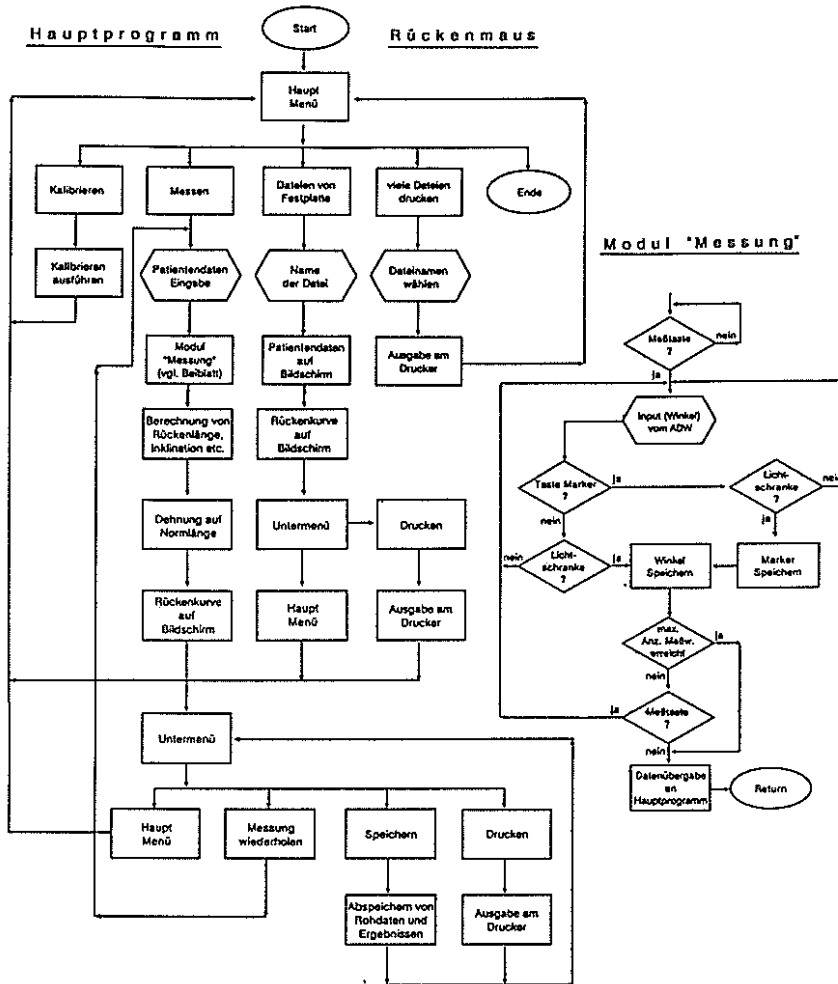 Hauptprogramm
Rückenmaus
Start
Haupt
Menü
Kalibrieren
Messen
Dateien von
Festplatte
viele Dateien
drucken
Ende
Kalibrieren
ausführen
Patientendaten
Eingabe
Name
der Datei
Dateinamen
wählen
Modul
"Messung"
(vgl. Beiblatt)
Patientendaten
auf
Bildschirm
Ausgabe am
Drucker
Berechnung von
Rückenlänge,
Inklination etc.
Rückenkurve
auf
Bildschirm
Dehnung auf
Normlänge
Untermenü
Drucken
Rückenkurve
auf
Bildschirm
Haupt
Menü
Ausgabe am
Drucker
Untermenü
Haupt
Menü
Messung
wiederholen
Speichern
Drucken
Abspeichern von
Rohdaten und
Ergebnissen
Ausgabe am
Drucker
Modul "Messung"
Meßtaste
?
nein
ja
Input (Winkel)
vom ADW
Taste Marker
?
ja
Licht-
schranke
?
nein
nein
ja
nein
Licht-
schranke
?
ja
Winkel
Speichern
Marker
Speichern
max.
Anz. Meßw.
erreicht
ja
nein
ja
Meßtaste
?
nein
Datenübergabe
an
Hauptprogramm
Return